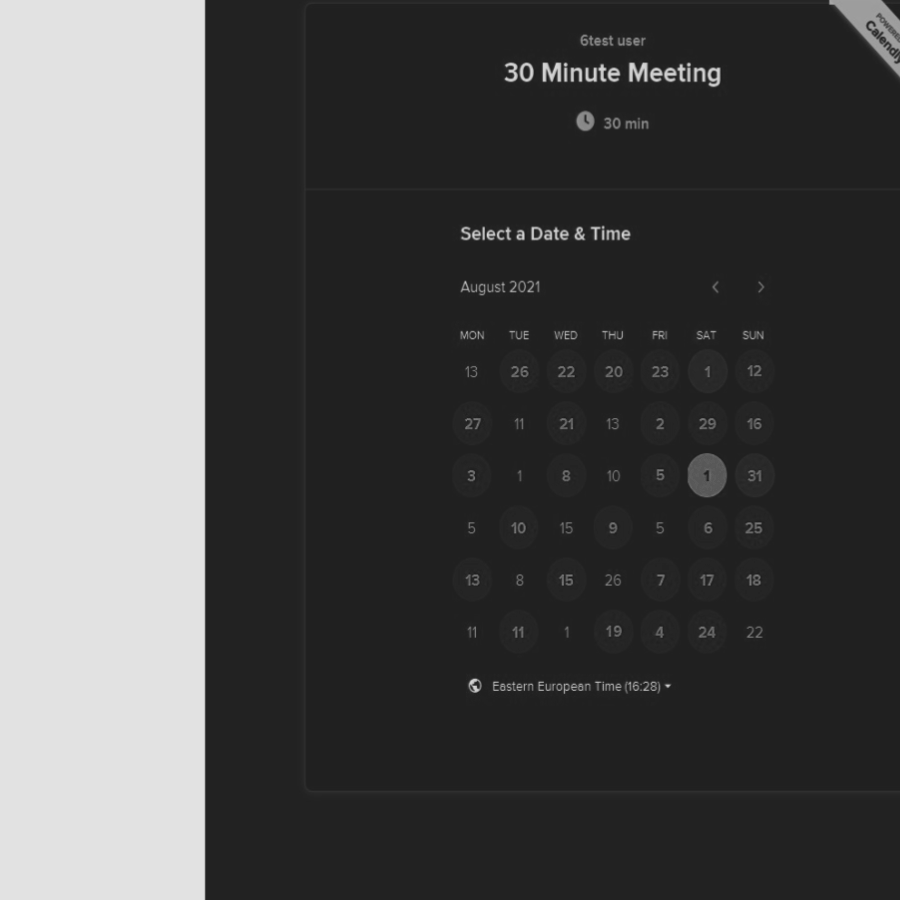 POWERED
Calendly
6test user
30 Minute Meeting
30 min
Select a Date & Time
August 2021
MON TUE WED THU FRI SAT SUN
13 26 22 20 23 1 12
27 11 21 13 2 29 16
3 1 8 10 5 1 31
5 10 15 9 5 6 25
13 8 15 26 7 17 18
11 11 1 19 4 24 22
Eastern European Time (16:28)